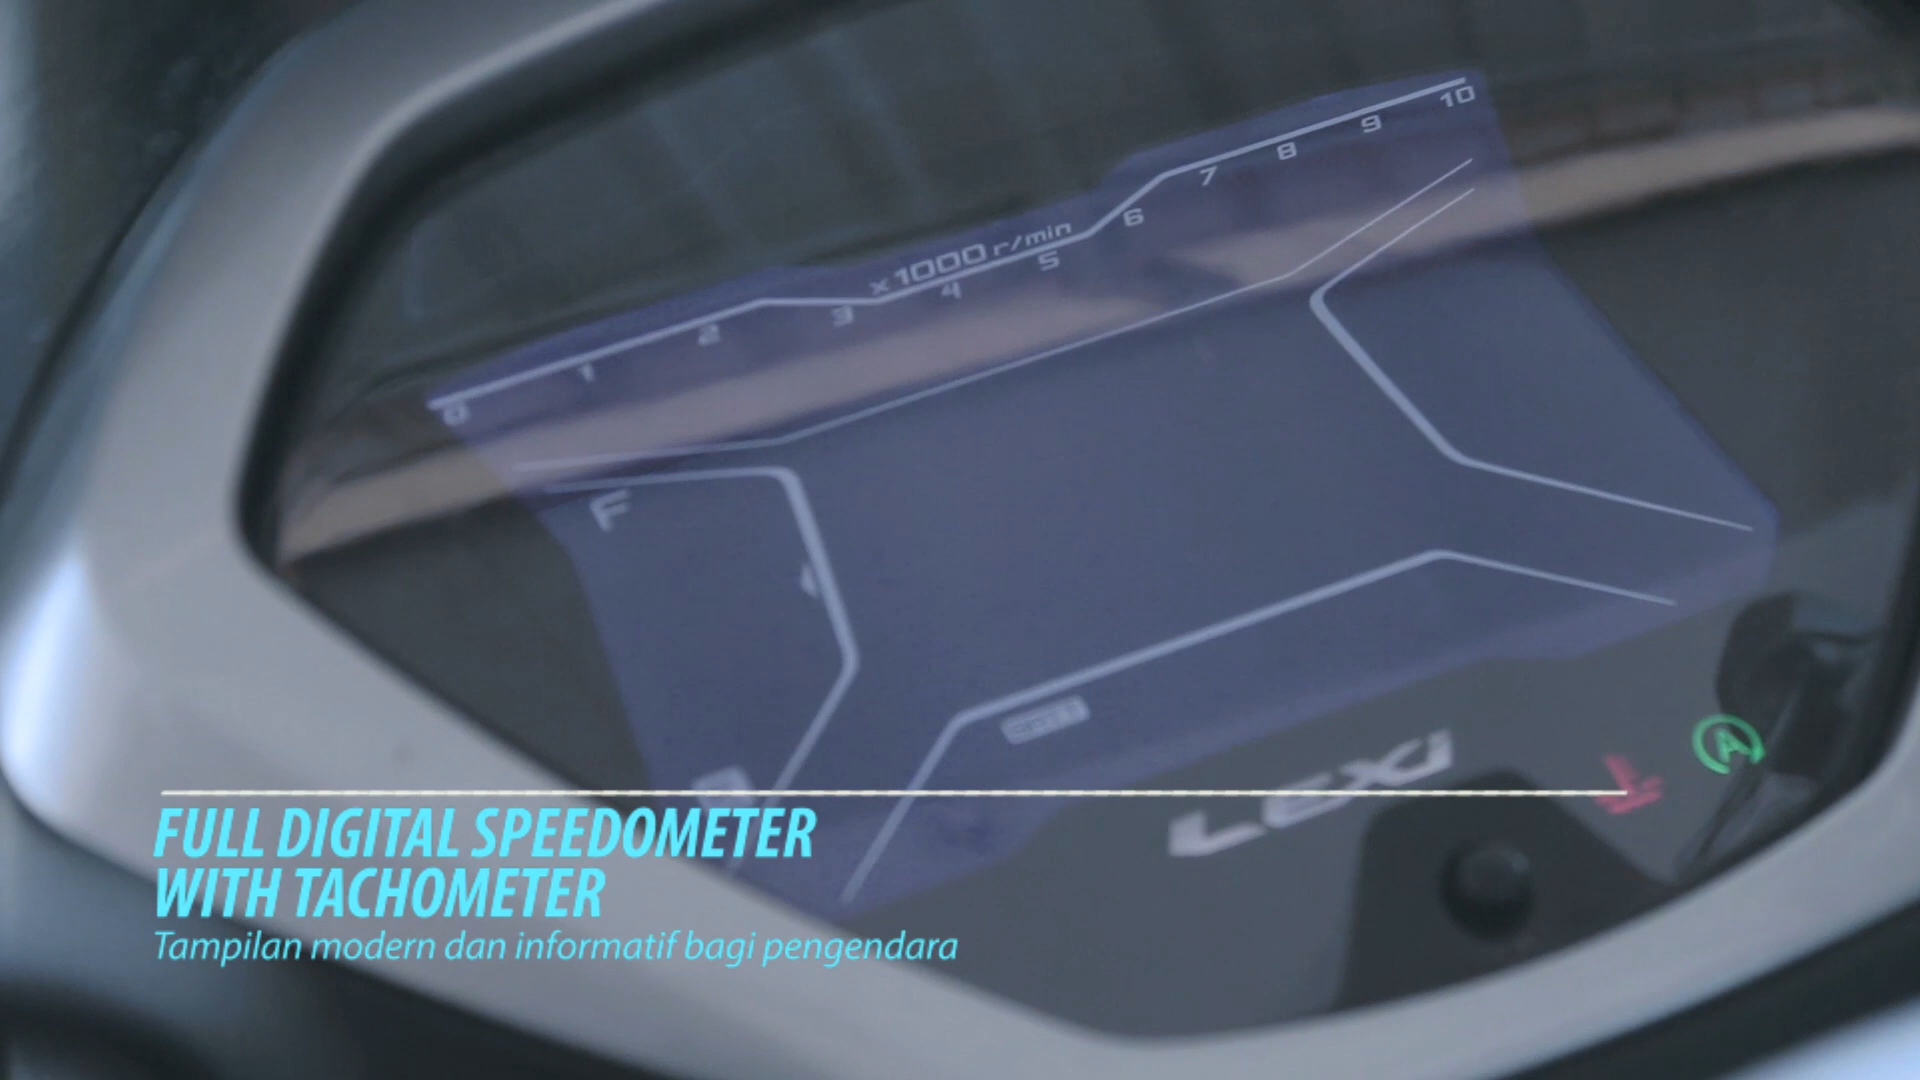 10
9
8
7
6
x1000 r/min
5
4
3
2
1
0
F
LEXI
A
FULL DIGITAL SPEEDOMETER
WITH TACHOMETER
Tampilan modern dan informatif bagi pengendara